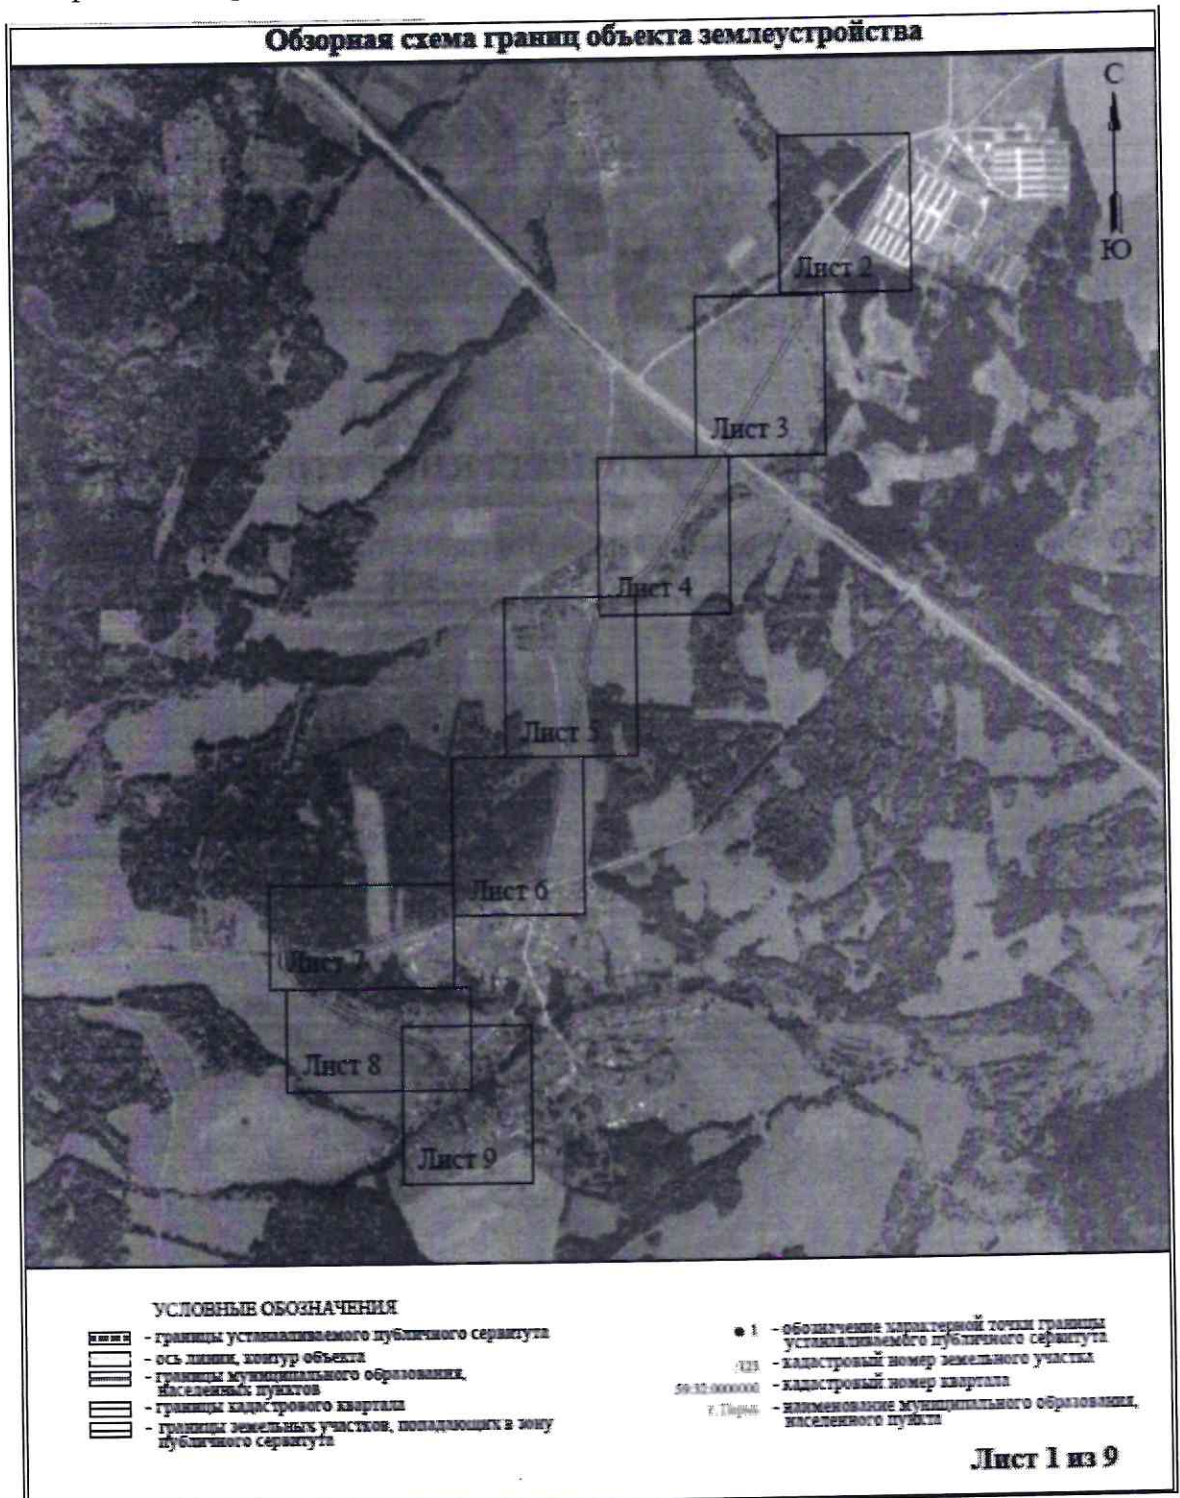 Обзорная схема границ объекта землеустройства
С
Ю
Лист 2
Лист 3
Лист 4
Лист 5
Лист 6
Лист 7
Лист 8
Лист 9
УСЛОВНЫЕ ОБОЗНАЧЕНИЯ
- границы устанавливаемого публичного сервитута
- ось линии, контур объекта
- границы муниципального образования,
населенных пунктов
- границы кадастрового квартала
- границы земельных участков, попадающих в зону
публичного сервитута
1 - обозначение характерной точки границы
устанавливаемого публичного сервитута
:123 - кадастровый номер земельного участка
59:32:0000000 - кадастровый номер квартала
г.Пермь - наименование муниципального образования,
населенного пункта
Лист 1 из 9